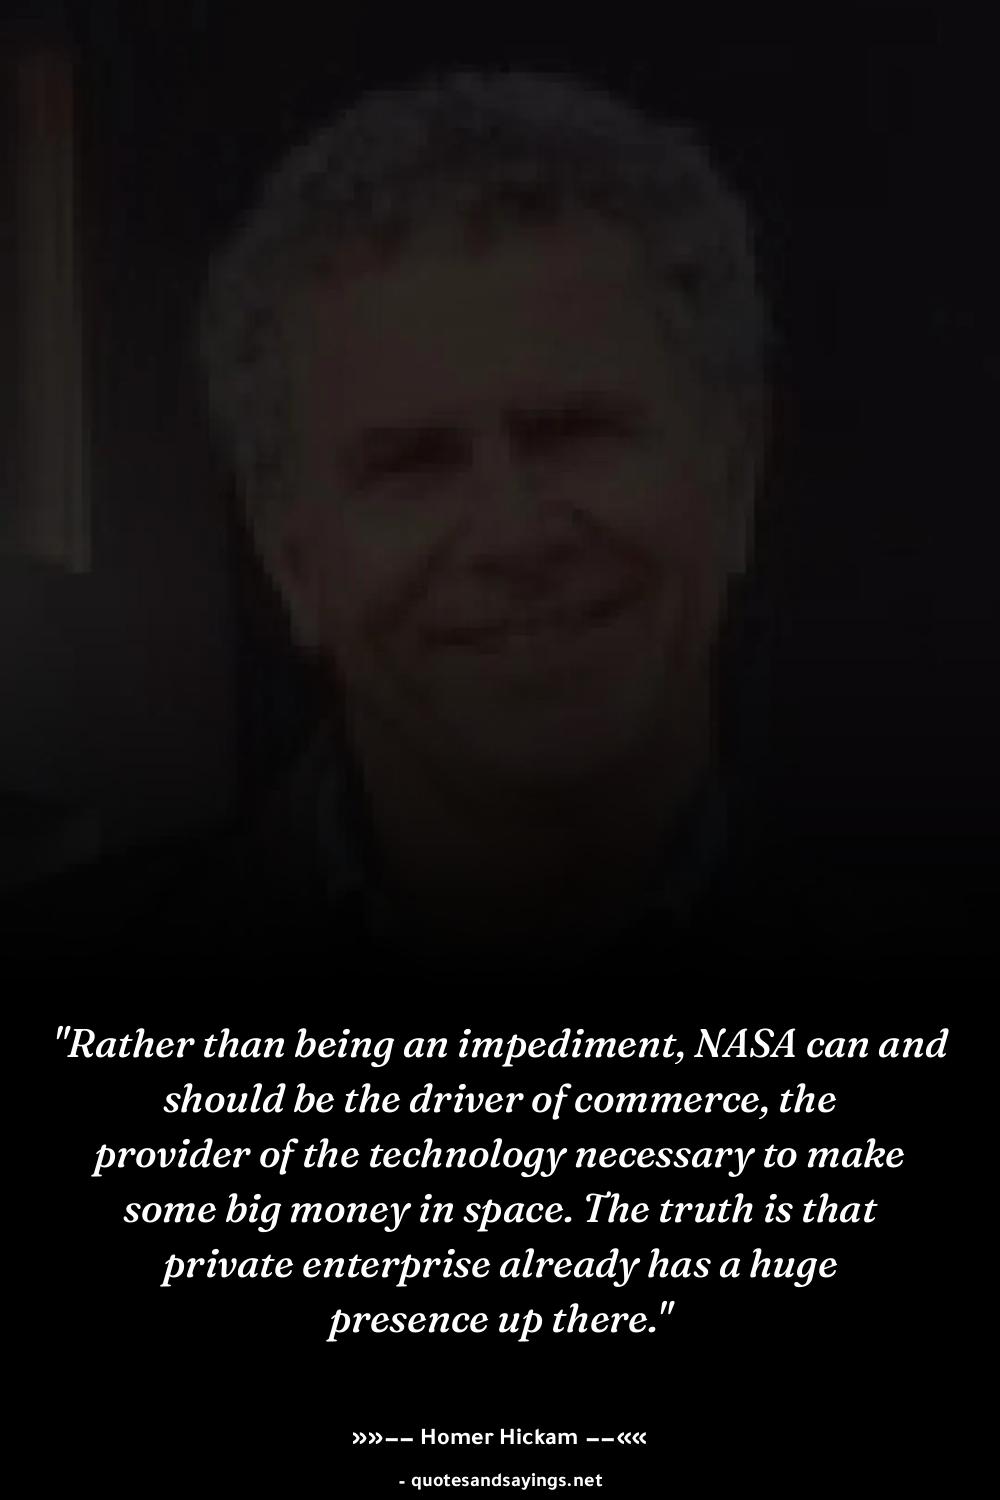 "Rather than being an impediment, NASA can and
should be the driver of commerce, the
provider of the technology necessary to make
some big money in space. The truth is that
private enterprise already has a huge
presence up there."
»»−− Homer Hickam −−««
- quotesandsayings.net